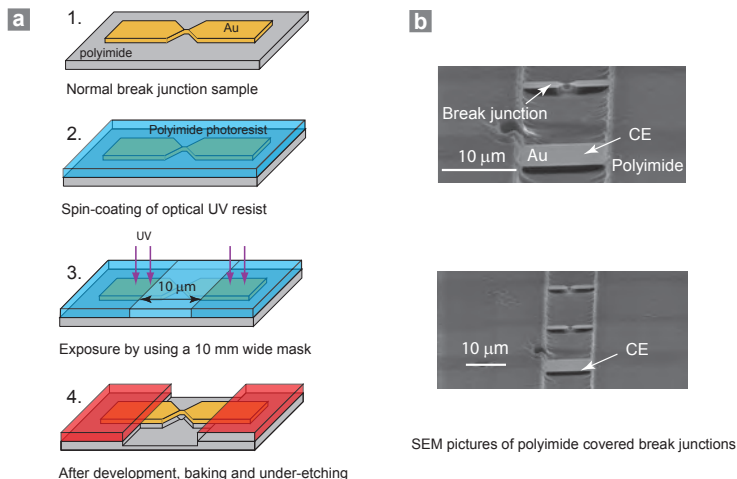 a
1.
Au
polyimide
Normal break junction sample
2.
Polyimide photoresist
Spin-coating of optical UV resist
UV
3.
10 µm
Exposure by using a 10 mm wide mask
4.
After development, baking and under-etching
b
Break junction
CE
10 µm
Au
Polyimide
10 µm
CE
SEM pictures of polyimide covered break junctions